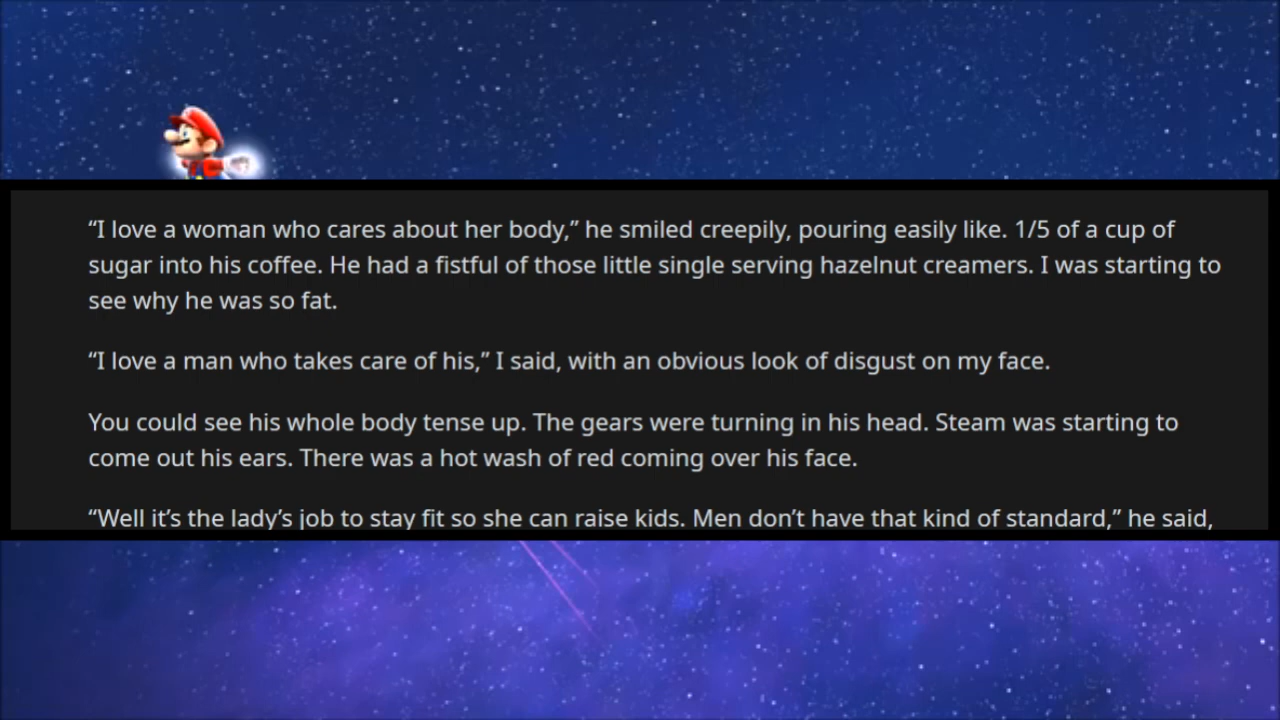 “I love a woman who cares about her body,” he smiled creepily, pouring easily like. 1/5 of a cup of
sugar into his coffee. He had a fistful of those little single serving hazelnut creamers. I was starting to
see why he was so fat.
“I love a man who takes care of his,” I said, with an obvious look of disgust on my face.
You could see his whole body tense up. The gears were turning in his head. Steam was starting to
come out his ears. There was a hot wash of red coming over his face.
“Well it’s the lady’s job to stay fit so she can raise kids. Men don’t have that kind of standard,” he said,